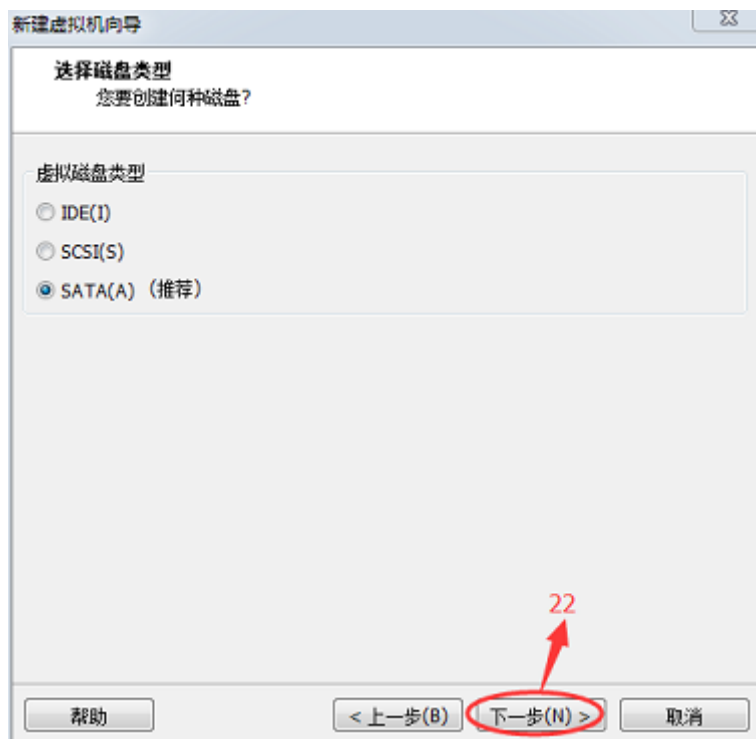 新建虚拟机向导
选择磁盘类型
您要创建何种磁盘?
虚拟磁盘类型
IDE(I)
SCSI(S)
SATA(A) （推荐）
22
帮助
< 上一步(B)
下一步(N) >
取消